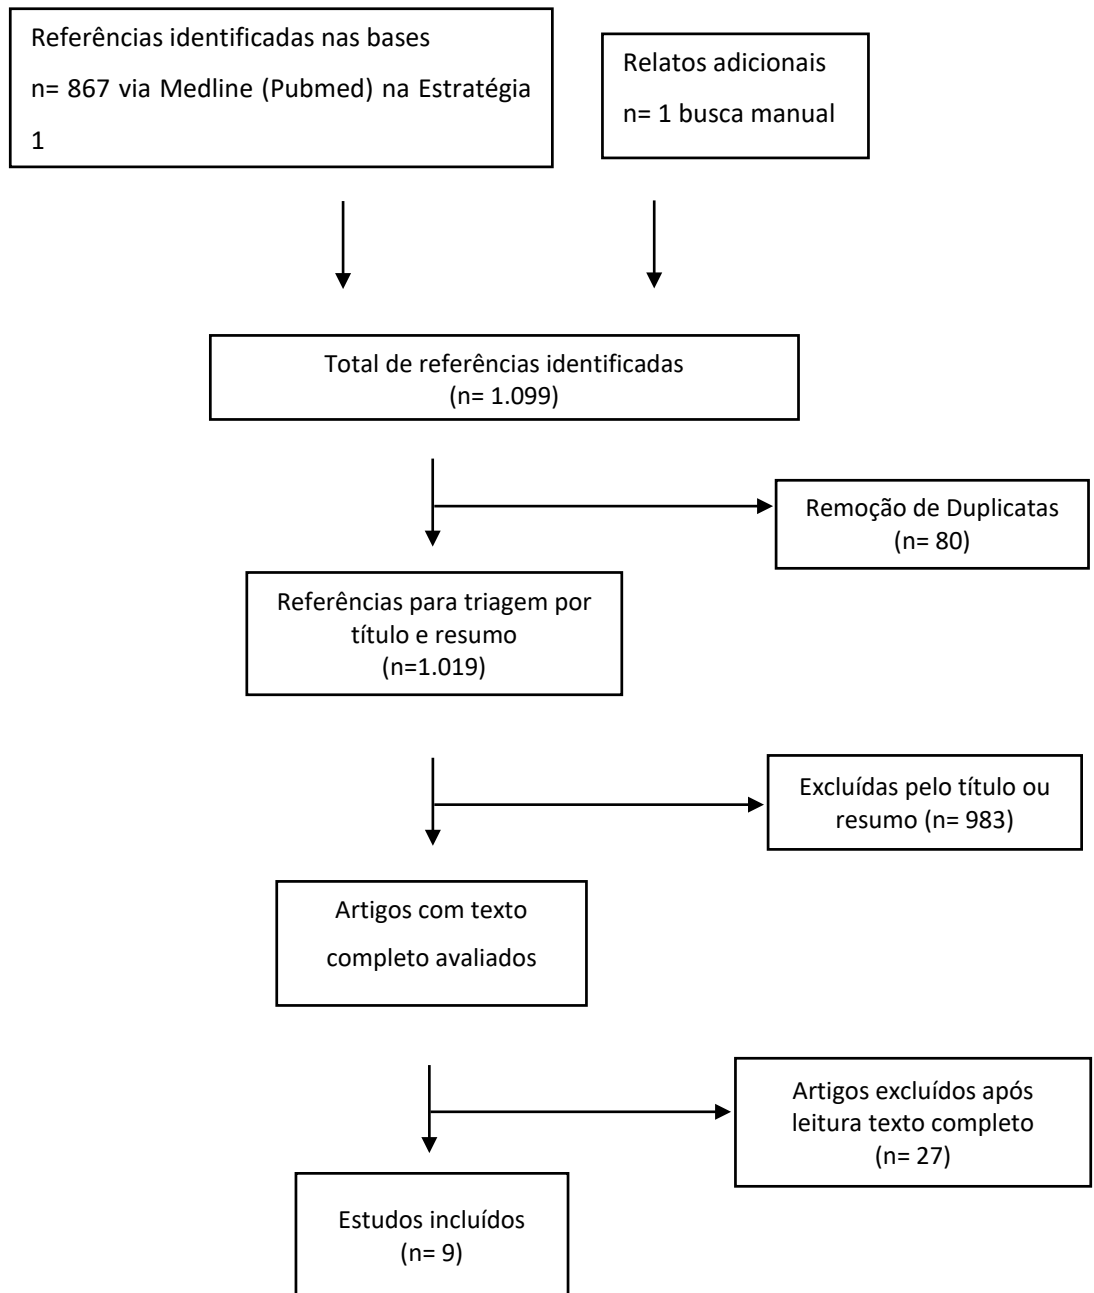 Referências identificadas nas bases
n= 867 via Medline (Pubmed) na Estratégia
1
Relatos adicionais
n= 1 busca manual
Total de referências identificadas
(n= 1.099)
Remoção de Duplicatas
(n= 80)
Referências para triagem por
título e resumo
(n=1.019)
Excluídas pelo título ou
resumo (n= 983)
Artigos com texto
completo avaliados
Artigos excluídos após
leitura texto completo
(n= 27)
Estudos incluídos
(n= 9)